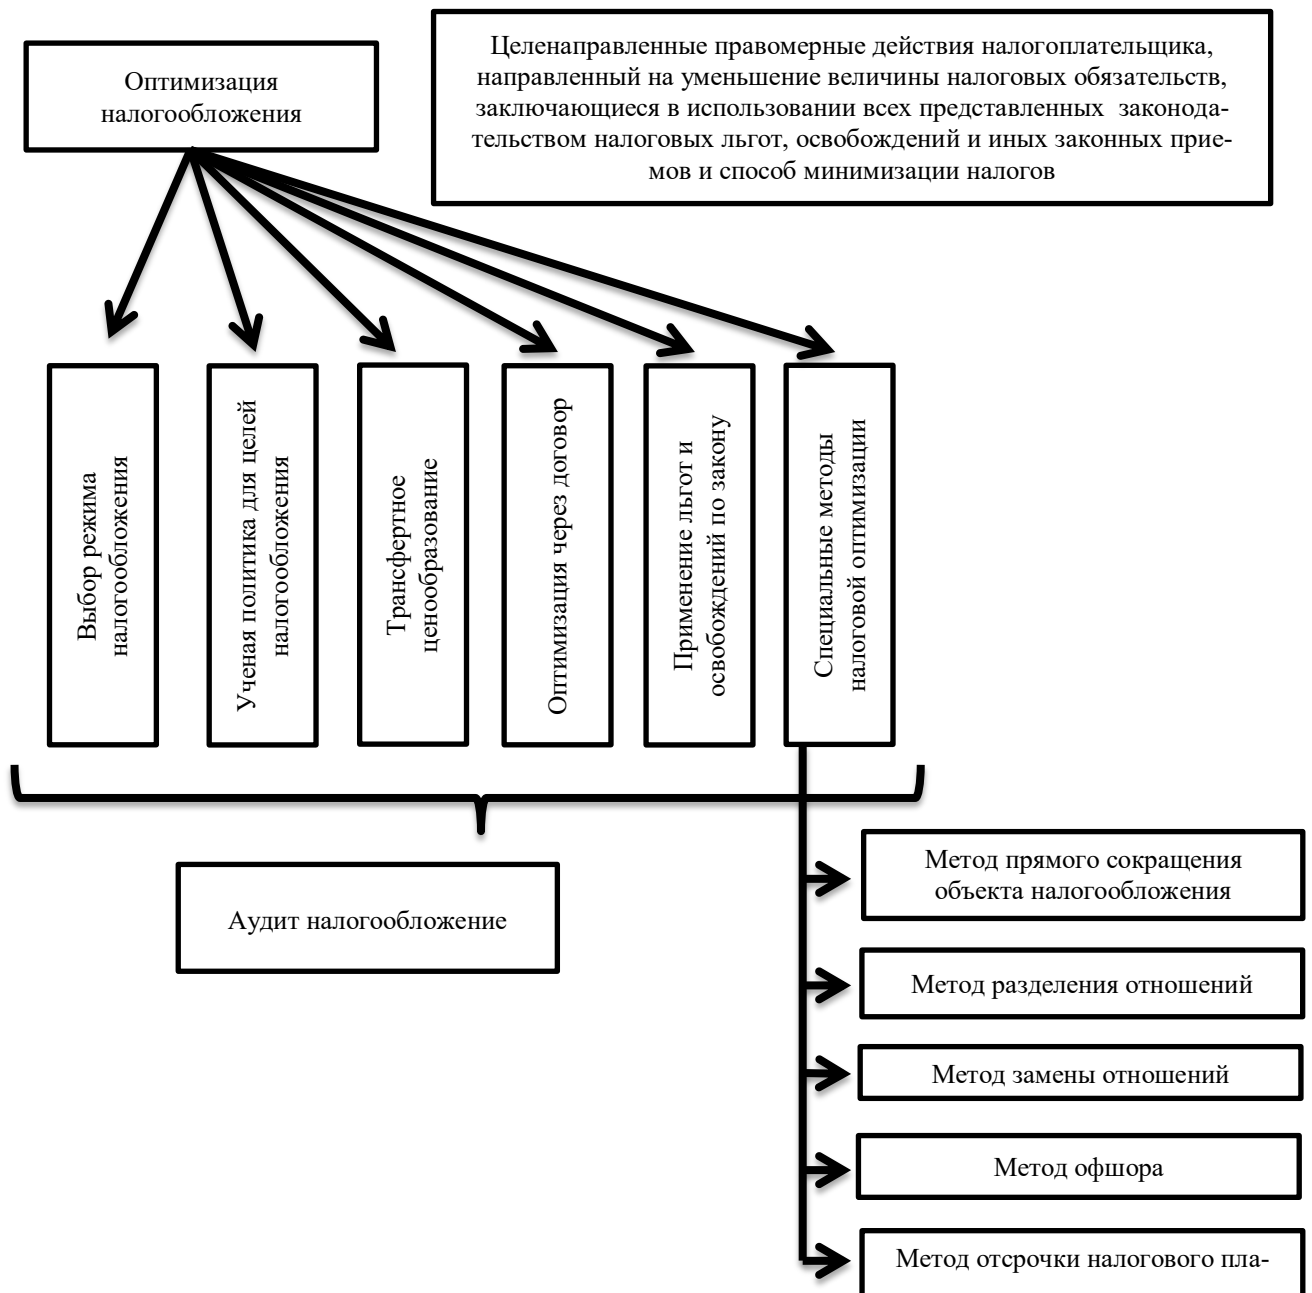 Оптимизация
налогообложения
Целенаправленные правомерные действия налогоплательщика,
направленный на уменьшение величины налоговых обязательств,
заключающиеся в использовании всех представленных законода-
тельством налоговых льгот, освобождений и иных законных прие-
мов и способ минимизации налогов
Выбор режима
налогообложения
Ученая политика для целей
налогообложения
Трансфертное
ценообразование
Оптимизация через договор
Применение льгот и
освобождений по закону
Специальные методы
налоговой оптимизации
Аудит налогообложение
Метод прямого сокращения
объекта налогообложения
Метод разделения отношений
Метод замены отношений
Метод офшора
Метод отсрочки налогового пла-